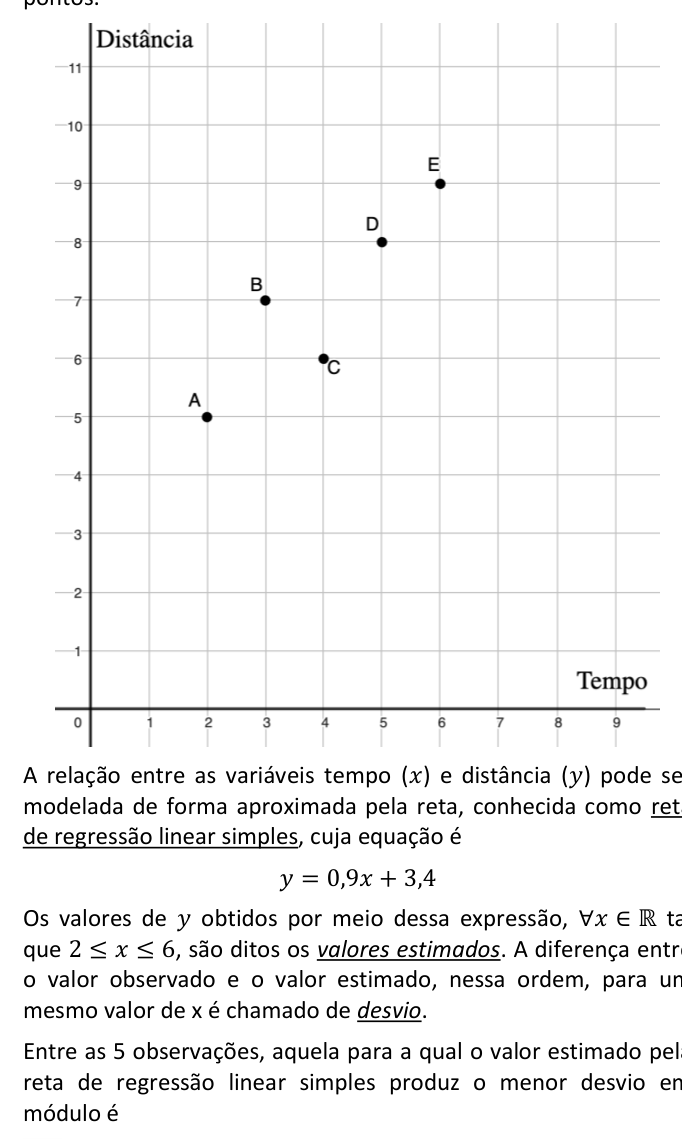 pontos.
Distância
11
10
E
9
D
8
B
7
6
C
A
5
4
3
2
1
Tempo
0 1 2 3 4 5 6 7 8 9
A relação entre as variáveis tempo (x) e distância (y) pode se
modelada de forma aproximada pela reta, conhecida como ret
de regressão linear simples, cuja equação é
y = 0,9x + 3,4
Os valores de y obtidos por meio dessa expressão, ∀x ∈ ℝ ta
que 2 ≤ x ≤ 6, são ditos os valores estimados. A diferença entr
o valor observado e o valor estimado, nessa ordem, para un
mesmo valor de x é chamado de desvio.
Entre as 5 observações, aquela para a qual o valor estimado pel
reta de regressão linear simples produz o menor desvio en
módulo é